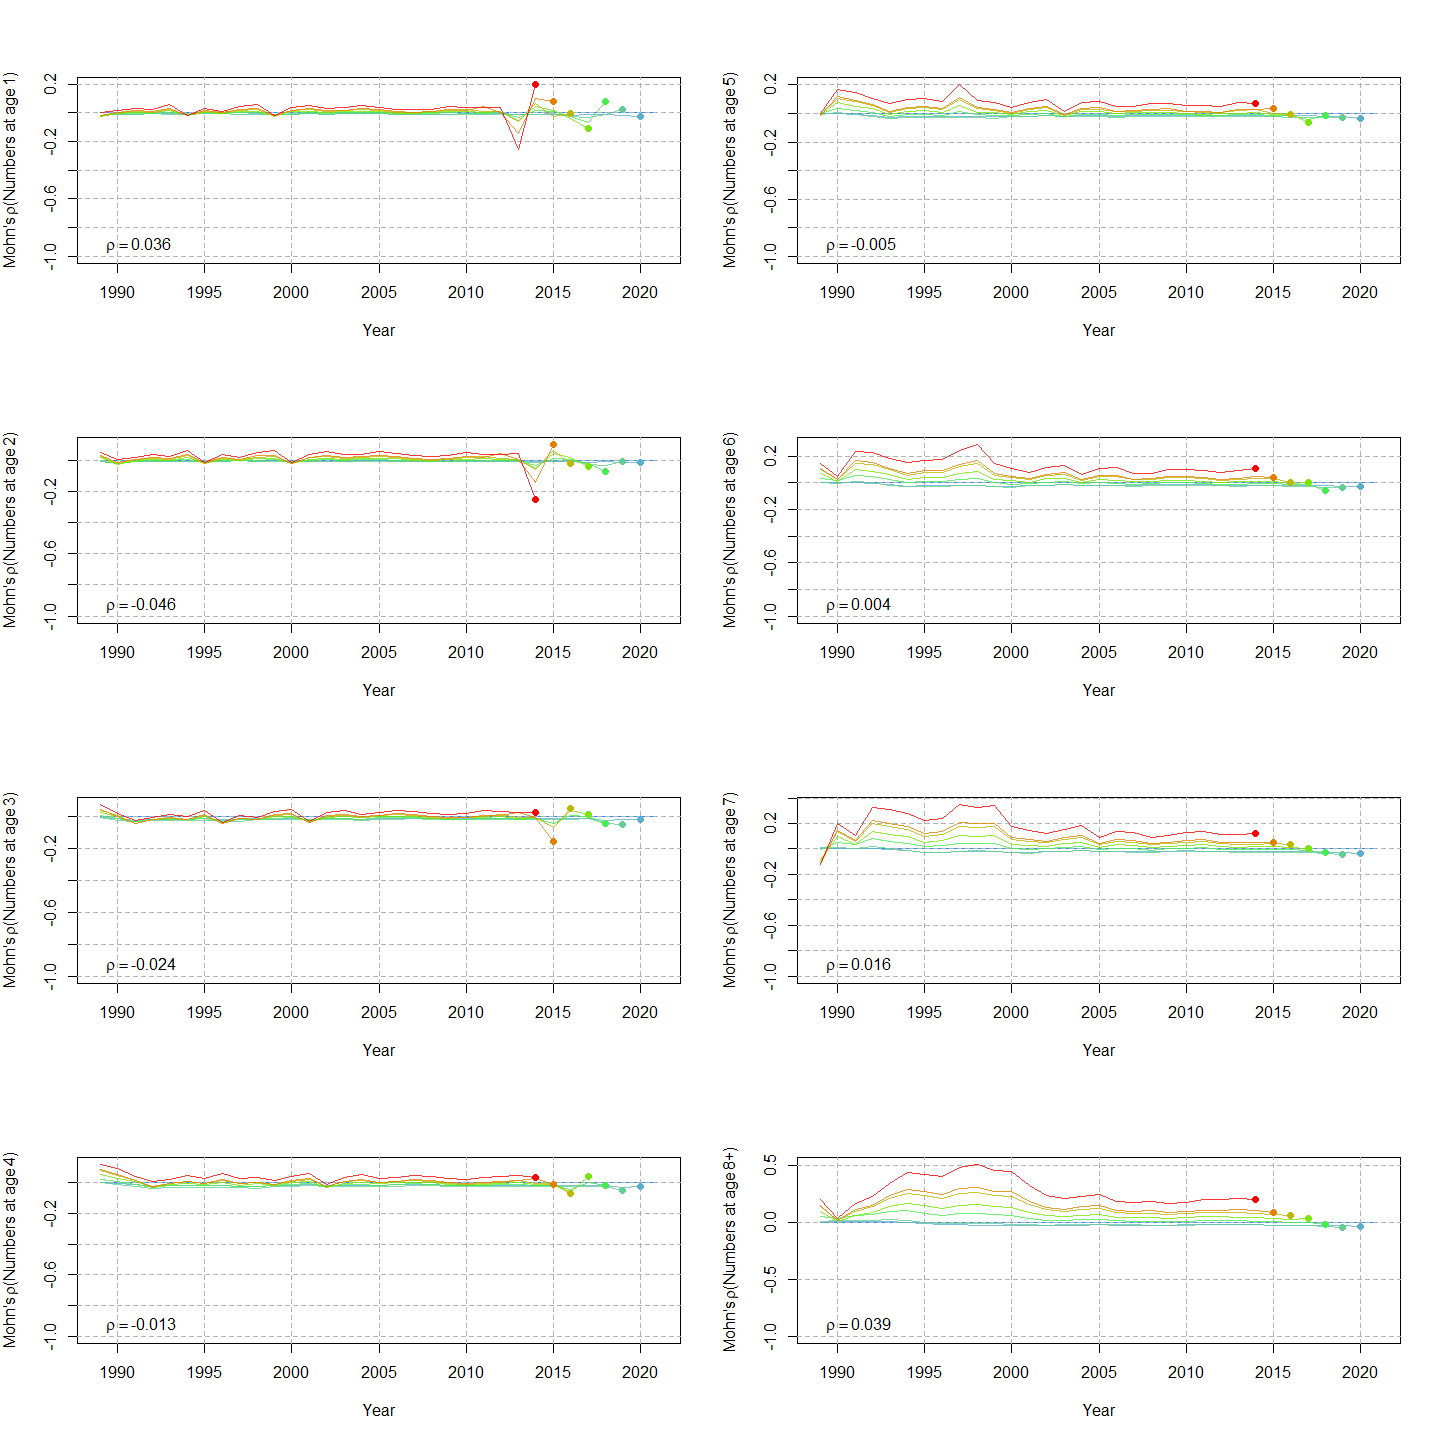 Mohn's ρ(Numbers at age 1)
0.2
-0.2
-0.6
-1.0
ρ = 0.036
1990 1995 2000 2005 2010 2015 2020
Year
Mohn's ρ(Numbers at age 5)
0.2
-0.2
-0.6
-1.0
ρ = -0.005
1990 1995 2000 2005 2010 2015 2020
Year
Mohn's ρ(Numbers at age 2)
-0.2
-0.6
-1.0
ρ = -0.046
1990 1995 2000 2005 2010 2015 2020
Year
Mohn's ρ(Numbers at age 6)
0.2
-0.2
-0.6
-1.0
ρ = 0.004
1990 1995 2000 2005 2010 2015 2020
Year
Mohn's ρ(Numbers at age 3)
-0.2
-0.6
-1.0
ρ = -0.024
1990 1995 2000 2005 2010 2015 2020
Year
Mohn's ρ(Numbers at age 7)
0.2
-0.2
-0.6
-1.0
ρ = 0.016
1990 1995 2000 2005 2010 2015 2020
Year
Mohn's ρ(Numbers at age 4)
-0.2
-0.6
-1.0
ρ = -0.013
1990 1995 2000 2005 2010 2015 2020
Year
Mohn's ρ(Numbers at age 8+)
0.5
0.0
-0.5
-1.0
ρ = 0.039
1990 1995 2000 2005 2010 2015 2020
Year